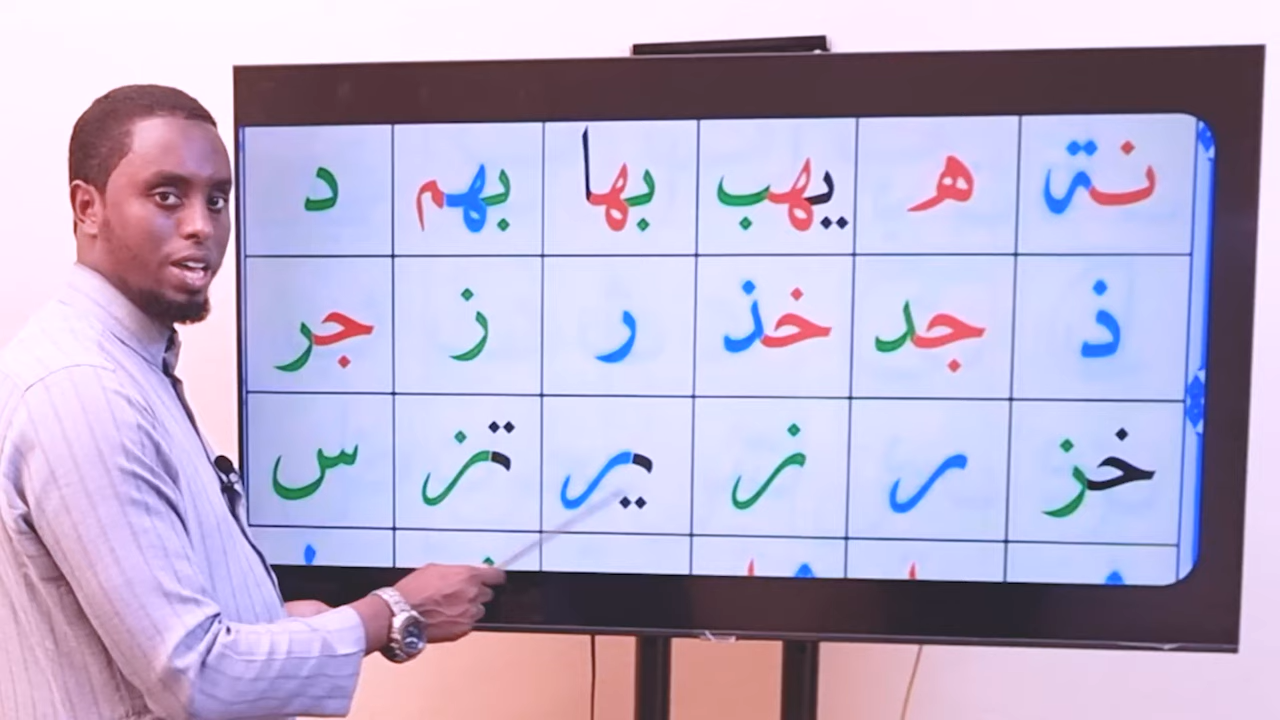 نة ه يهب بها بهم د
ذ جد خذ ر ز جر
خز ر ز ير تز س